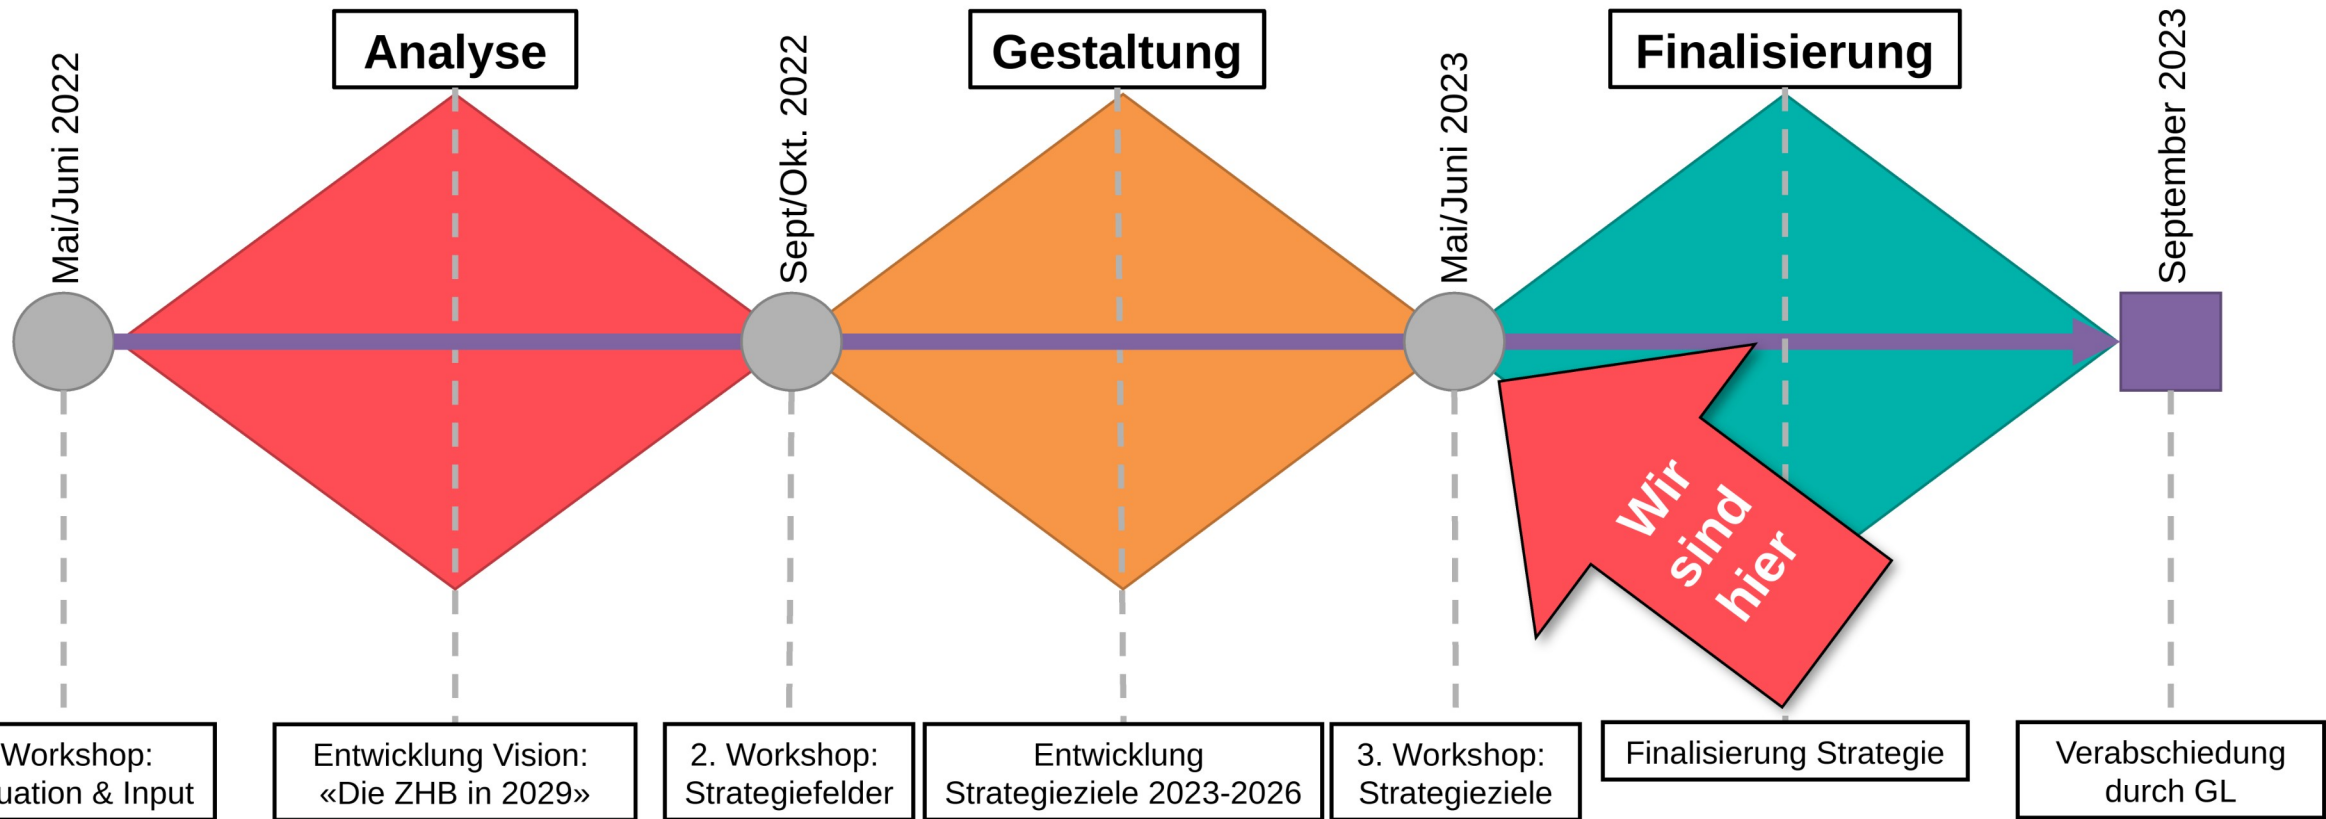 Analyse
Gestaltung
Finalisierung
Mai/Juni 2022
Sept/Okt. 2022
Mai/Juni 2023
September 2023
Wir
sind
hier
Workshop:
& Input
Entwicklung Vision:
«Die ZHB in 2029»
2. Workshop:
Strategiefelder
Entwicklung
Strategieziele 2023-2026
3. Workshop:
Strategieziele
Finalisierung Strategie
Verabschiedung
durch GL